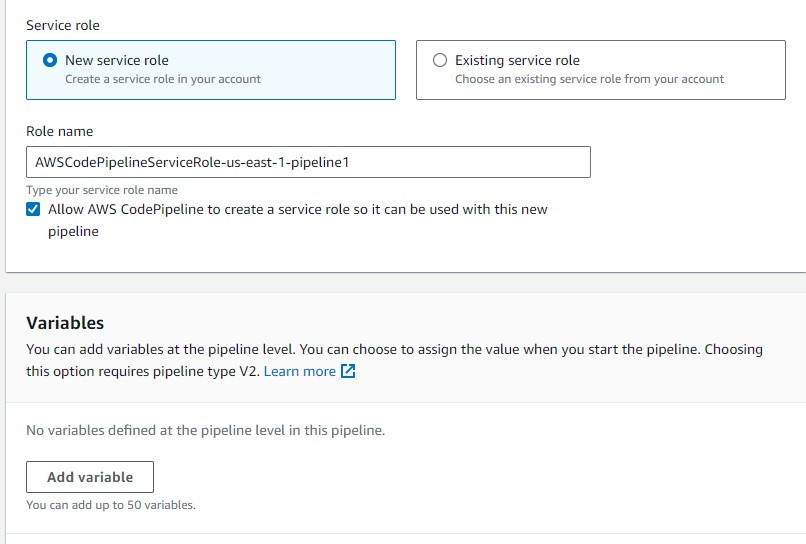 Service role
New service role
Create a service role in your account
Existing service role
Choose an existing service role from your account
Role name
AWSCodePipelineServiceRole-us-east-1-pipeline1
Type your service role name
Allow AWS CodePipeline to create a service role so it can be used with this new
pipeline
Variables
You can add variables at the pipeline level. You can choose to assign the value when you start the pipeline. Choosing
this option requires pipeline type V2. Learn more
No variables defined at the pipeline level in this pipeline.
Add variable
You can add up to 50 variables.